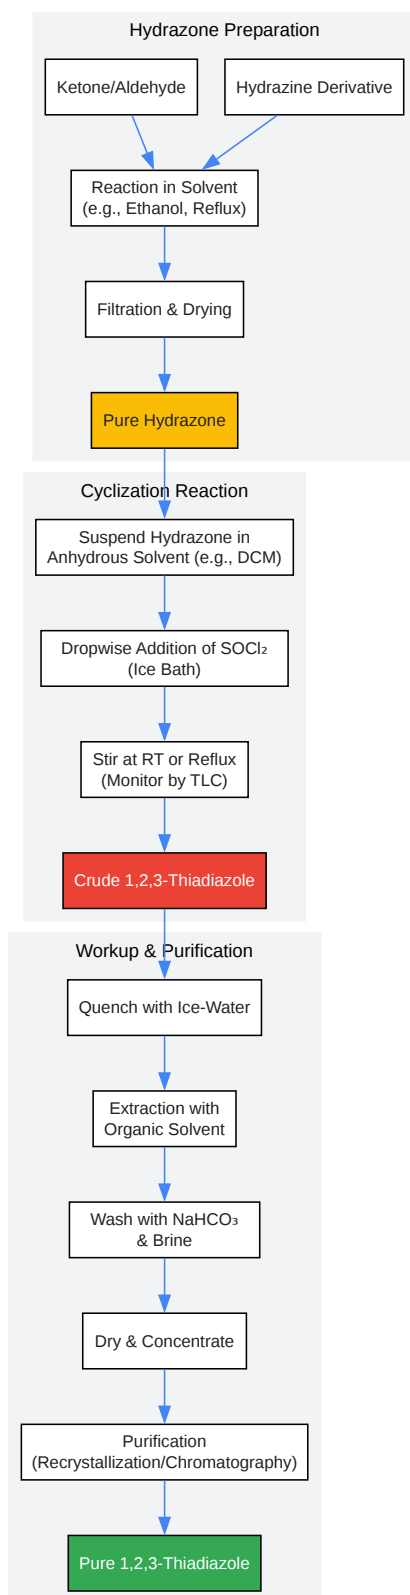 Hydrazone Preparation
Ketone/Aldehyde
Hydrazine Derivative
Reaction in Solvent
(e.g., Ethanol, Reflux)
Filtration & Drying
Pure Hydrazone
Cyclization Reaction
Suspend Hydrazone in
Anhydrous Solvent (e.g., DCM)
Dropwise Addition of SOCl₂
(Ice Bath)
Stir at RT or Reflux
(Monitor by TLC)
Crude 1,2,3-Thiadiazole
Workup & Purification
Quench with Ice-Water
Extraction with
Organic Solvent
Wash with NaHCO₃
& Brine
Dry & Concentrate
Purification
(Recrystallization/Chromatography)
Pure 1,2,3-Thiadiazole